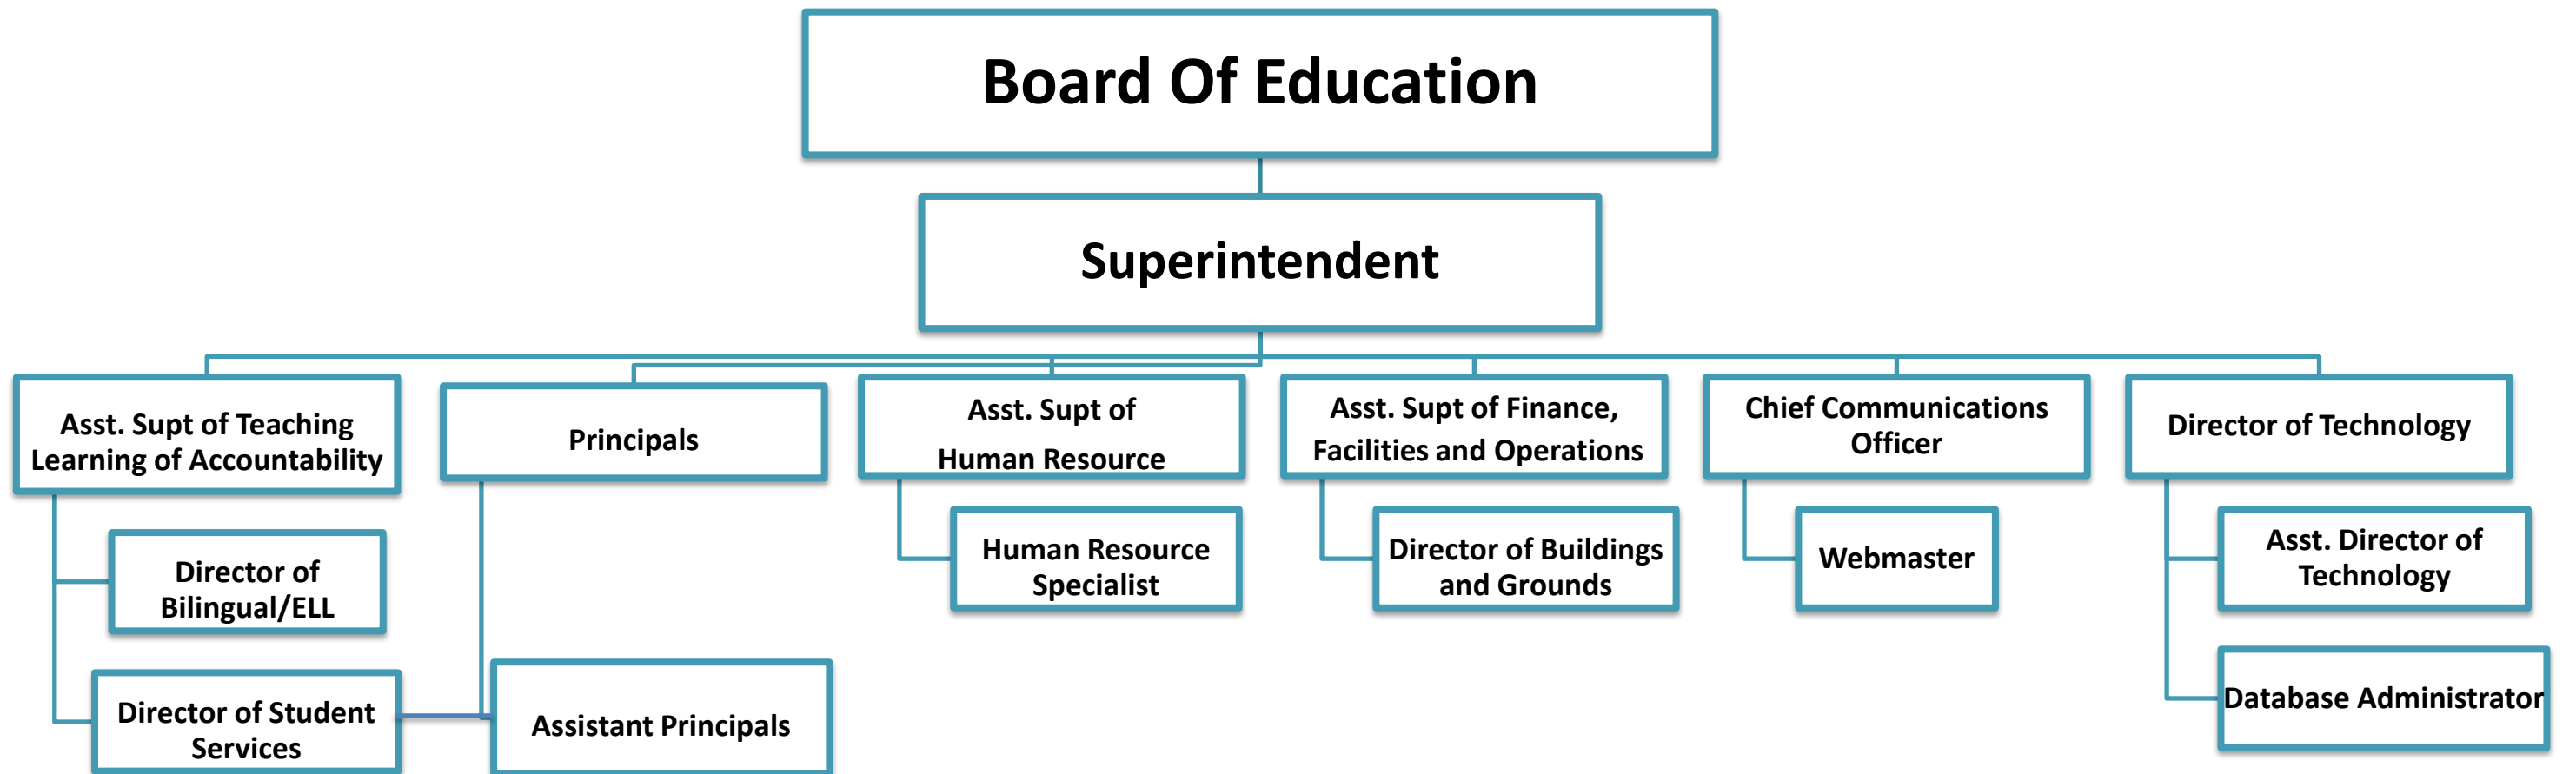 Board Of Education
Superintendent
Asst. Supt of Teaching
Learning of Accountability
Principals
Asst. Supt of
Human Resource
Asst. Supt of Finance,
Facilities and Operations
Chief Communications
Officer
Director of Technology
Director of
Bilingual/ELL
Human Resource
Specialist
Director of Buildings
and Grounds
Webmaster
Asst. Director of
Technology
Director of Student
Services
Assistant Principals
Database Administrator